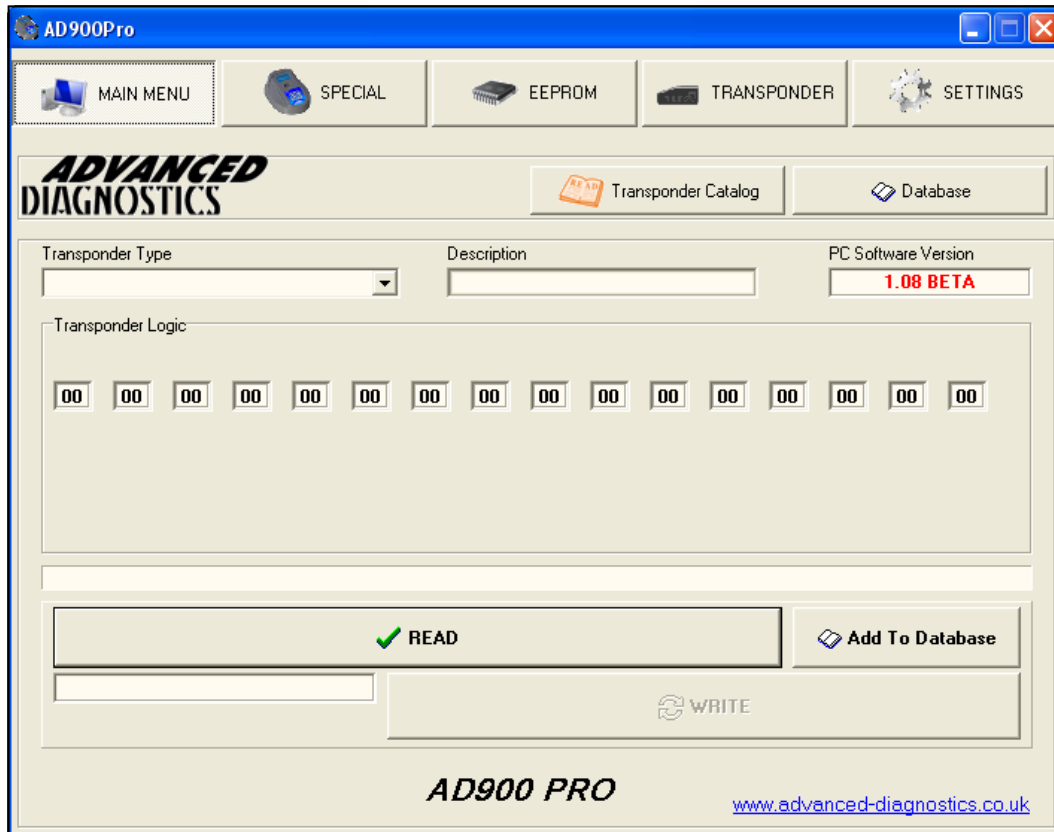 AD900Pro
MAIN MENU SPECIAL EEPROM TRANSPONDER SETTINGS
ADVANCED
DIAGNOSTICS
READ Transponder Catalog Database
Transponder Type Description PC Software Version
1.08 BETA
Transponder Logic
00 00 00 00 00 00 00 00 00 00 00 00 00 00 00 00
READ Add To Database
WRITE
AD900 PRO
www.advanced-diagnostics.co.uk